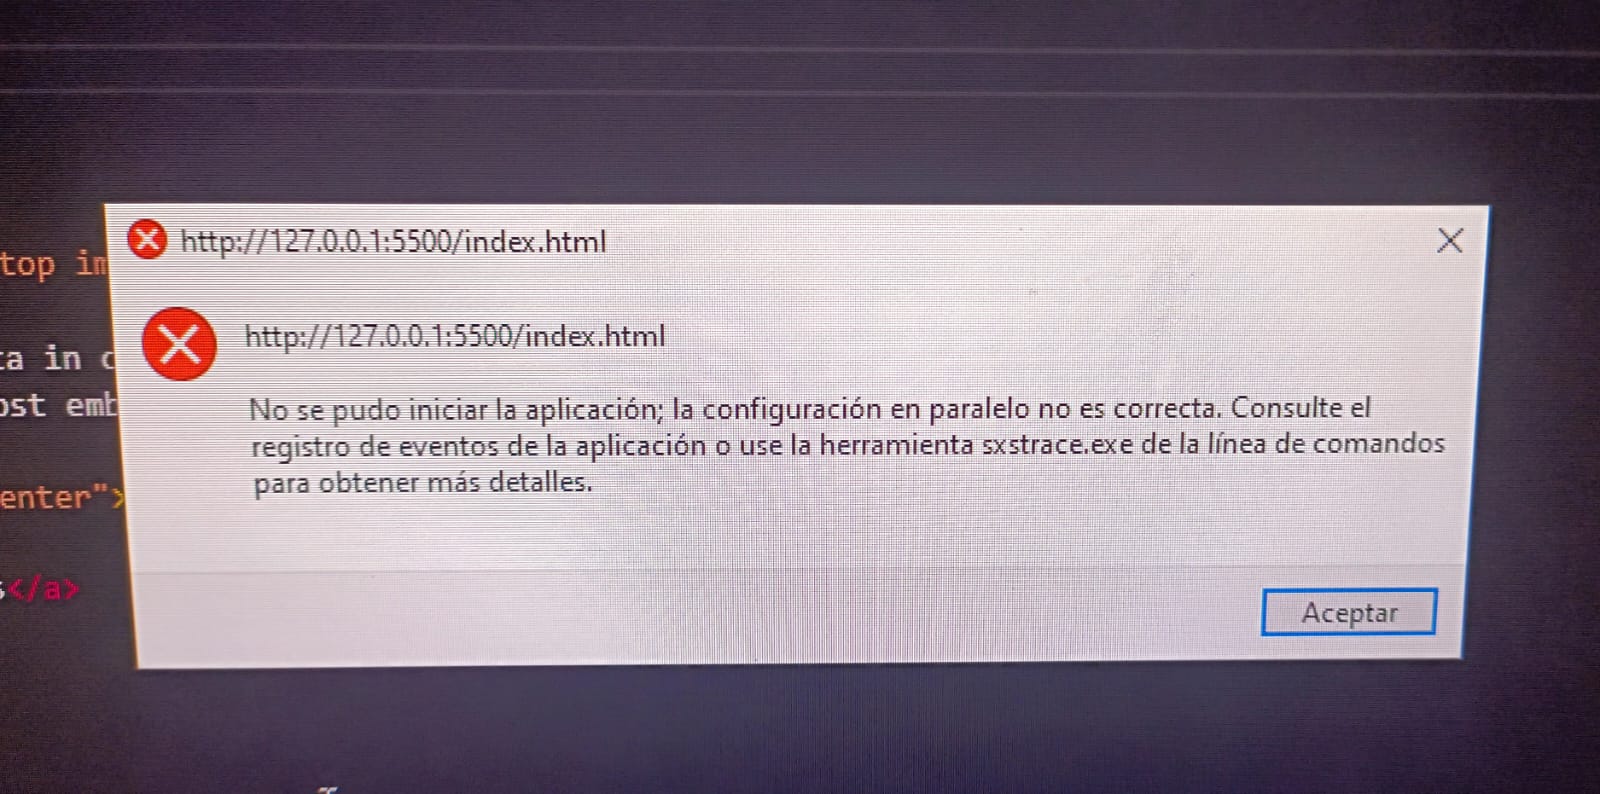 http://127.0.0.1:5500/index.html
top in
http://127.0.0.1:5500/index.html
a in
ost emb
No se pudo iniciar la aplicación; la configuración en paralelo no es correcta. Consulte el
registro de eventos de la aplicación o use la herramienta sxstrace.exe de la línea de comandos
para obtener más detalles.
enter">
</a>
Aceptar